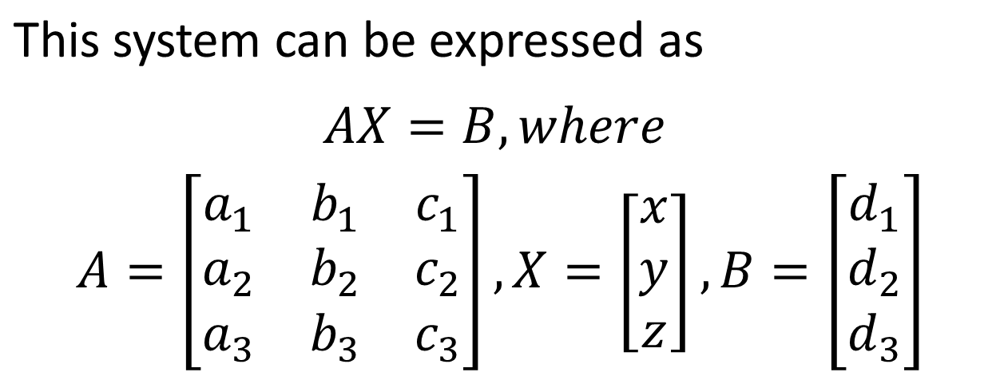 This system can be expressed as
AX = B, where
A = [a₁ b₁ c₁
a₂ b₂ c₂
a₃ b₃ c₃], X = [x
y
z], B = [d₁
d₂
d₃]